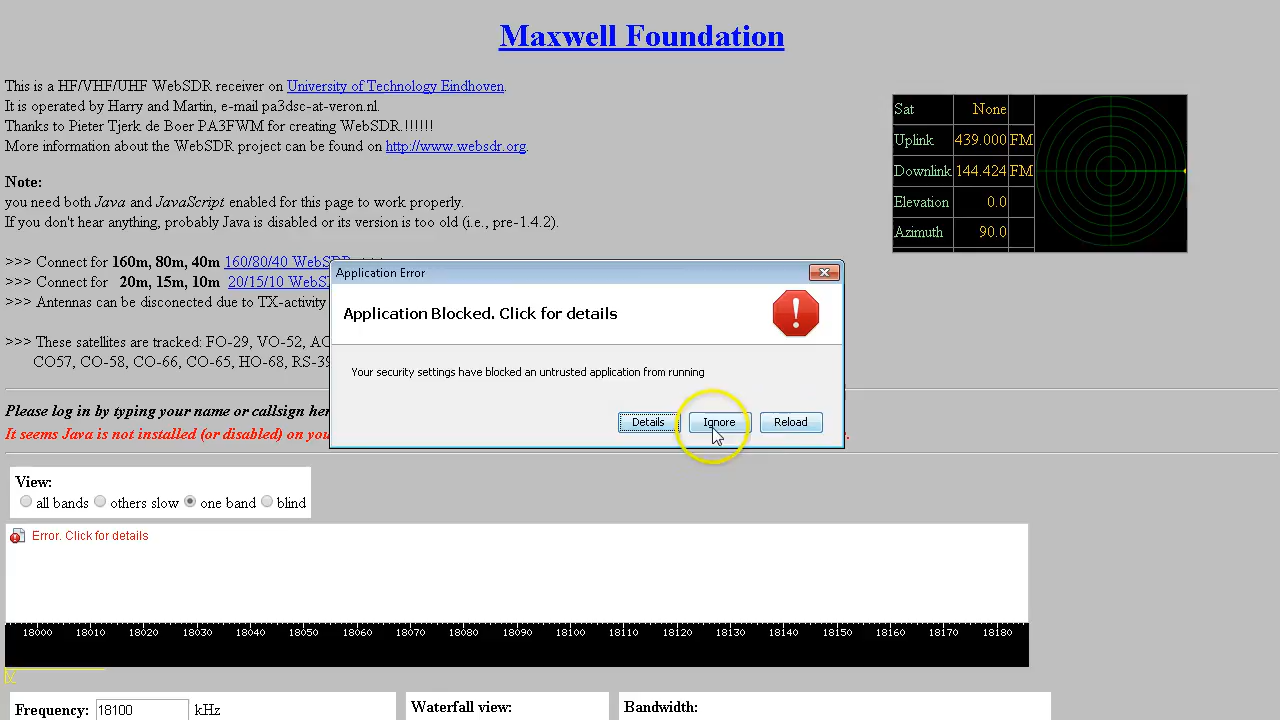 Maxwell Foundation
This is a HF/VHF/UHF WebSDR receiver on University of Technology Eindhoven.
It is operated by Harry and Martin, e-mail pa3dsc-at-veron.nl.
Thanks to Pieter Tjerk de Boer PA3FWM for creating WebSDR.!!!!!!
More information about the WebSDR project can be found on http://www.websdr.org.
Sat None
Uplink 439.000 FM
Downlink 144.424 FM
Elevation 0.0
Azimuth 90.0
Note:
you need both Java and JavaScript enabled for this page to work properly.
If you don't hear anything, probably Java is disabled or its version is too old (i.e., pre-1.4.2).
>>> Connect for 160m, 80m, 40m 160/80/40 WebSDR
>>> Connect for 20m, 15m, 10m 20/15/10 WebS
>>> Antennas can be disconected due to TX-activity
>>> These satellites are tracked: FO-29, VO-52,
CO57, CO-58, CO-66, CO-65, HO-68, RS-39
Application Error
Application Blocked. Click for details
Your security settings have blocked an untrusted application from running
Details Ignore Reload
Please log in by typing your name or callsign her
It seems Java is not installed (or disabled) on you
View:
all bands others slow one band blind
Error. Click for details
18000 18010 18020 18030 18040 18050 18060 18070 18080 18090 18100 18110 18120 18130 18140 18150 18160 18170 18180
Frequency: 18100 kHz
Waterfall view:
Bandwidth: